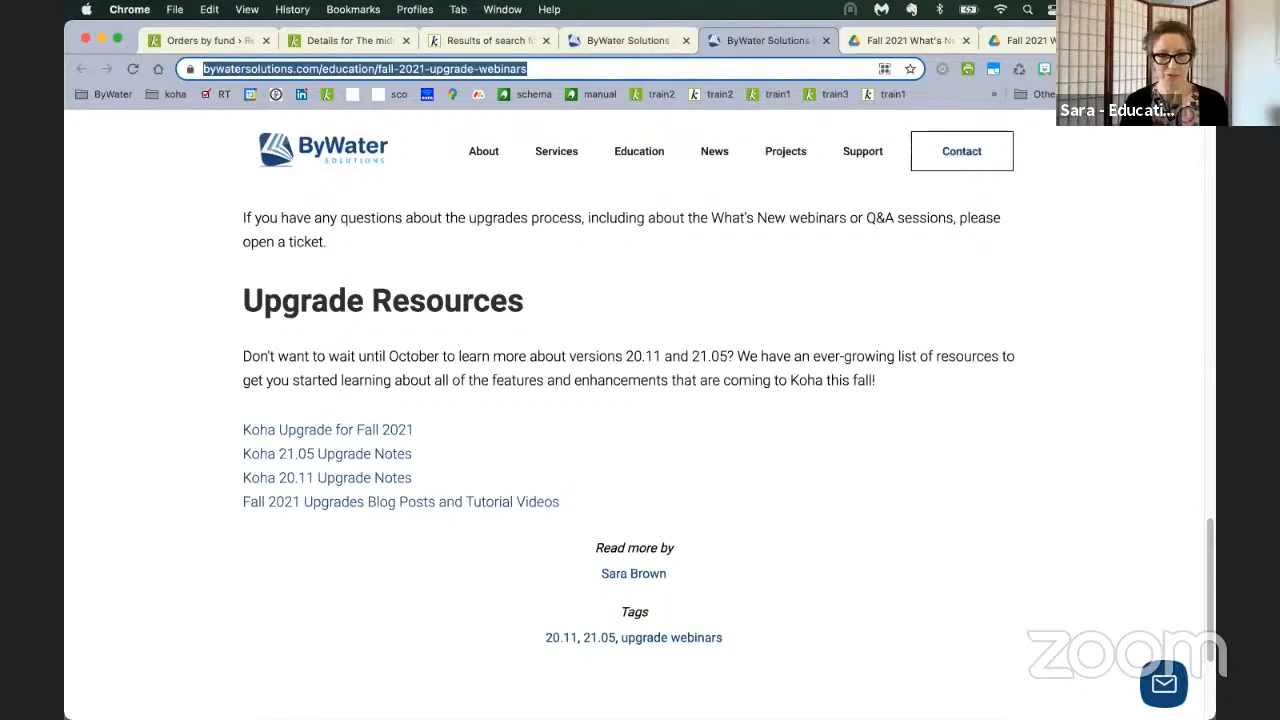 Chrome File Edit View History Bookmarks Profiles Tab Window Help
Orders by fund › Re
Details for The mid
Results of search fo
ByWater Solutions
ByWater Solutions
Fall 2021 What's Ne
Fall 2021 W
bywatersolutions.com/education/fall-2021-upgrade-webinars
ByWater koha RT sco schema manual train2 train2 train1 train3 train1 Othe
Sara - Educati...
ByWater SOLUTIONS
About Services Education News Projects Support Contact
If you have any questions about the upgrades process, including about the What's New webinars or Q&A sessions, please
open a ticket.
Upgrade Resources
Don't want to wait until October to learn more about versions 20.11 and 21.05? We have an ever-growing list of resources to
get you started learning about all of the features and enhancements that are coming to Koha this fall!
Koha Upgrade for Fall 2021
Koha 21.05 Upgrade Notes
Koha 20.11 Upgrade Notes
Fall 2021 Upgrades Blog Posts and Tutorial Videos
Read more by
Sara Brown
Tags
20.11, 21.05, upgrade webinars
zoom